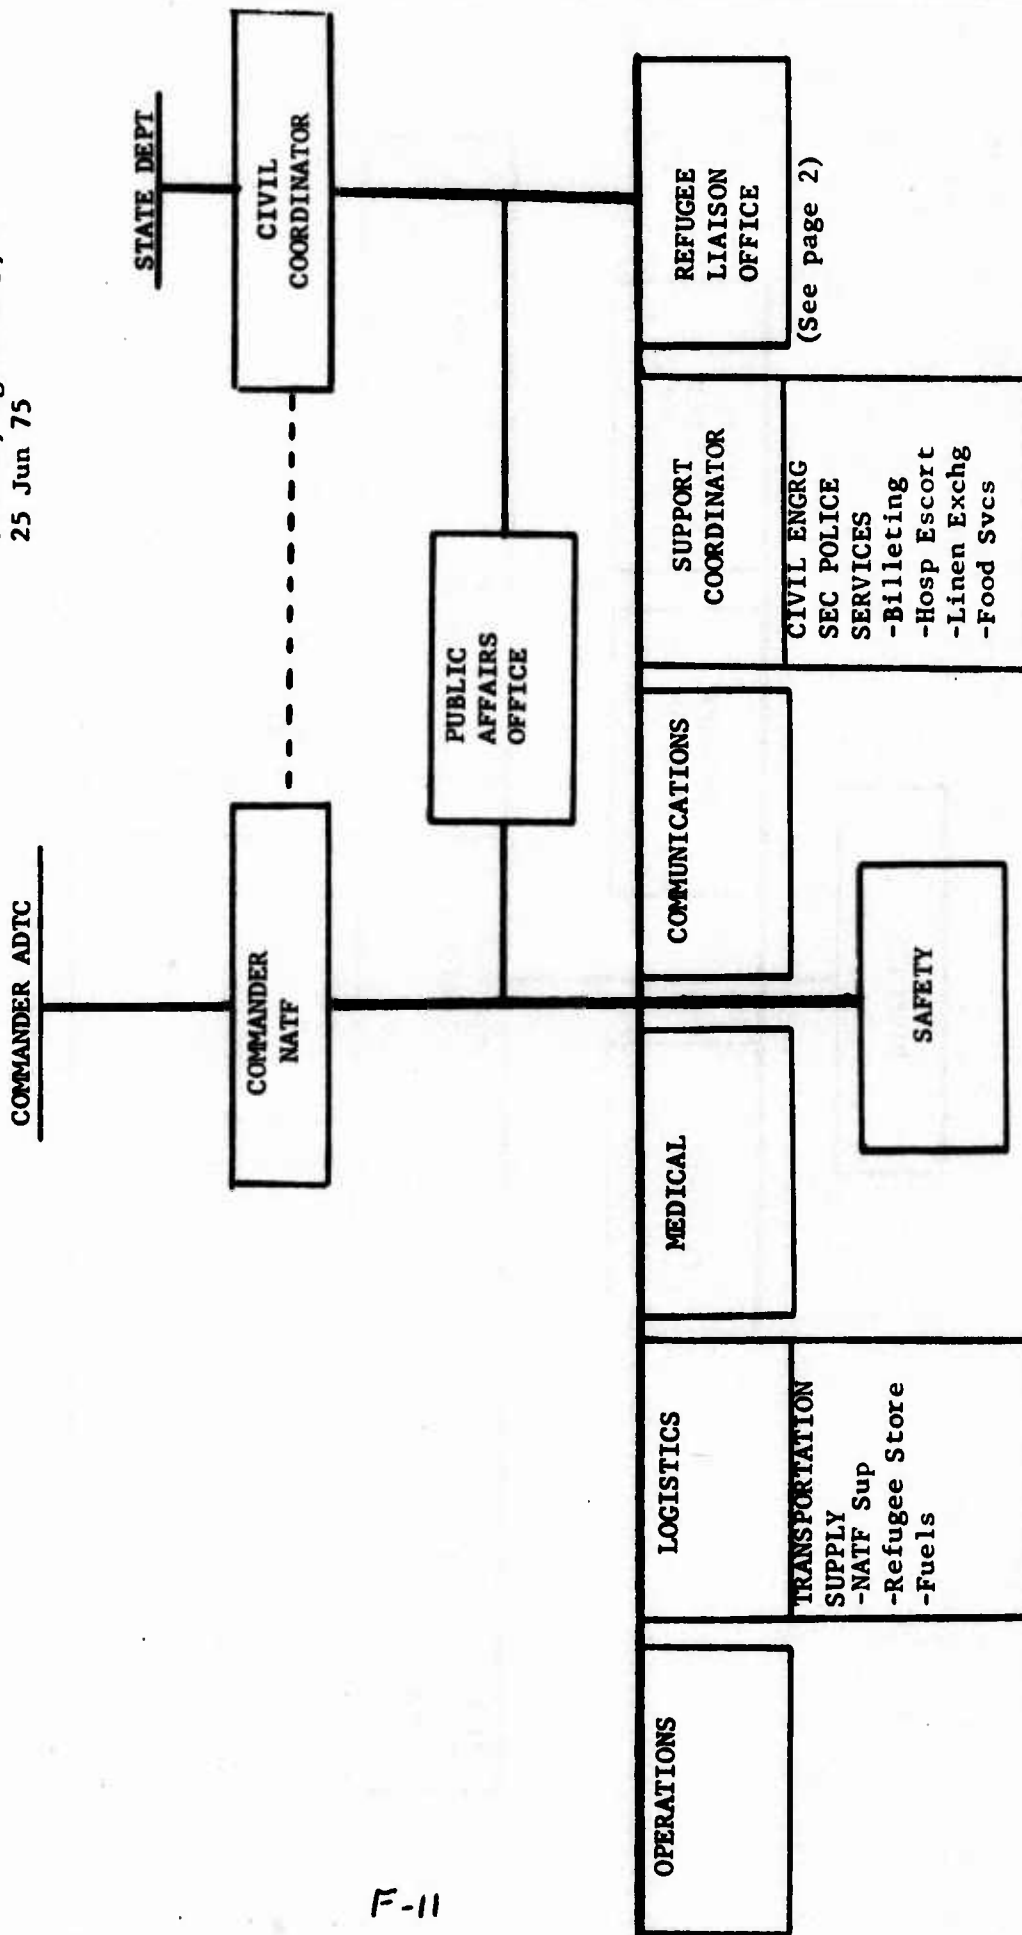 25 Jun 75
COMMANDER ADTC
STATE DEPT
COMMANDER
NATF
CIVIL
COORDINATOR
PUBLIC
AFFAIRS
OFFICE
OPERATIONS
LOGISTICS
TRANSPORTATION
SUPPLY
-NATF Sup
-Refugee Store
-Fuels
MEDICAL
COMMUNICATIONS
SUPPORT
COORDINATOR
CIVIL ENGRG
SEC POLICE
SERVICES
-Billeting
-Hosp Escort
-Linen Exchg
-Food Svcs
REFUGEE
LIAISON
OFFICE
(See page 2)
SAFETY
F-11